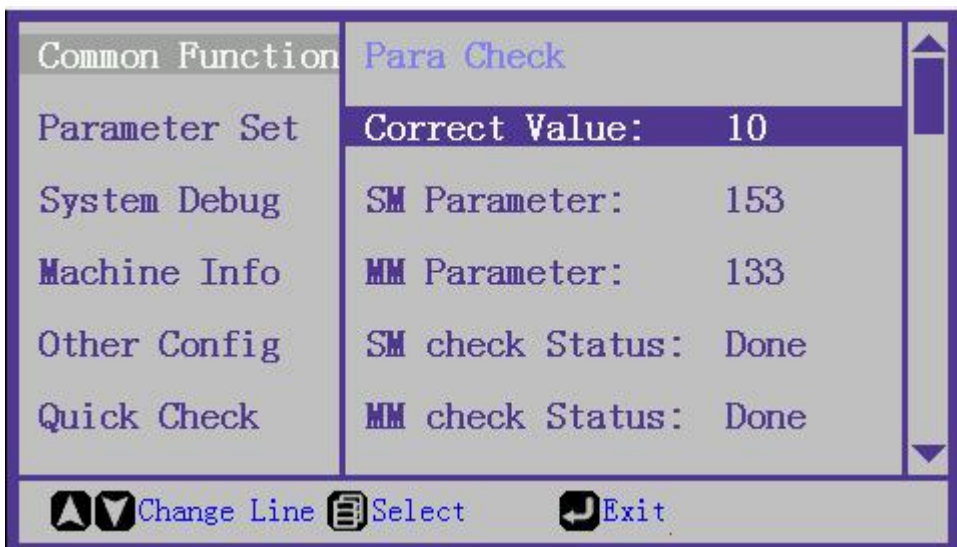 Common Function
Parameter Set
System Debug
Machine Info
Other Config
Quick Check
Para Check
Correct Value: 10
SM Parameter: 153
MM Parameter: 133
SM check Status: Done
MM check Status: Done
Change Line Select Exit